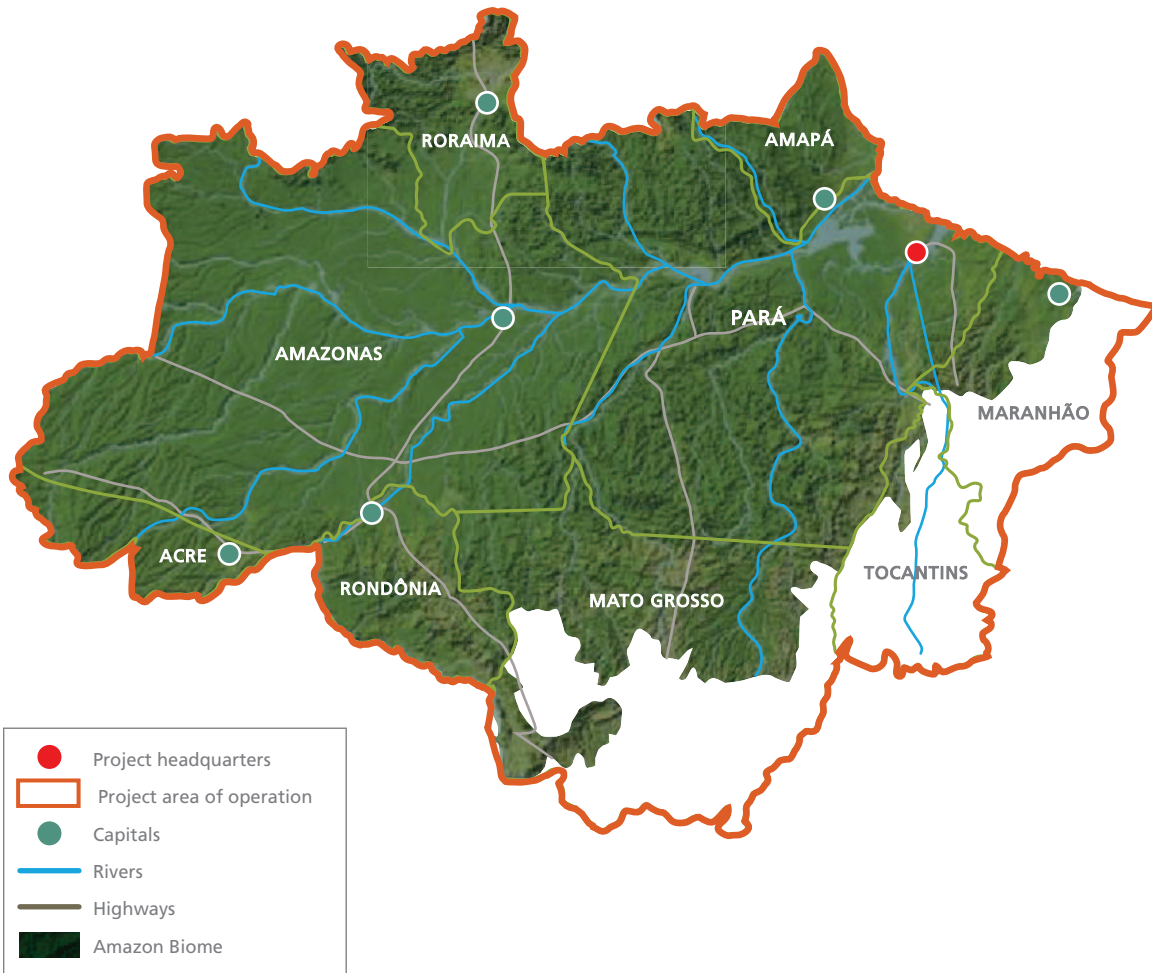 RORAIMA
AMAPÁ
PARÁ
AMAZONAS
MARANHÃO
ACRE
RONDÔNIA
MATO GROSSO
TOCANTINS
Project headquarters
Project area of operation
Capitals
Rivers
Highways
Amazon Biome